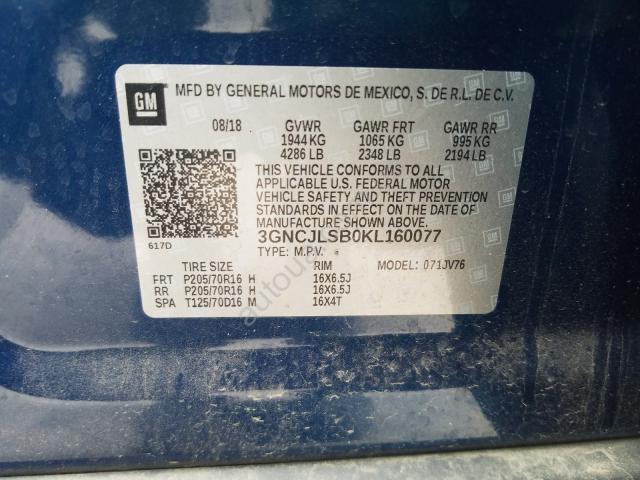 GM
MFD BY GENERAL MOTORS DE MEXICO, S. DE R.L. DE C.V.
08/18 GVWR GAWR FRT GAWR RR
1944 KG 1065 KG 995 KG
4286 LB 2348 LB 2194 LB
THIS VEHICLE CONFORMS TO ALL
APPLICABLE U.S. FEDERAL MOTOR
VEHICLE SAFETY AND THEFT PREVENTION
STANDARDS IN EFFECT ON THE DATE OF
MANUFACTURE SHOWN ABOVE.
3GNCJLSB0KL160077
617D
TYPE: M.P.V.
TIRE SIZE RIM MODEL: 071JV76
FRT P205/70R16 H 16X6.5J
RR P205/70R16 H 16X6.5J
SPA T125/70D16 M 16X4T